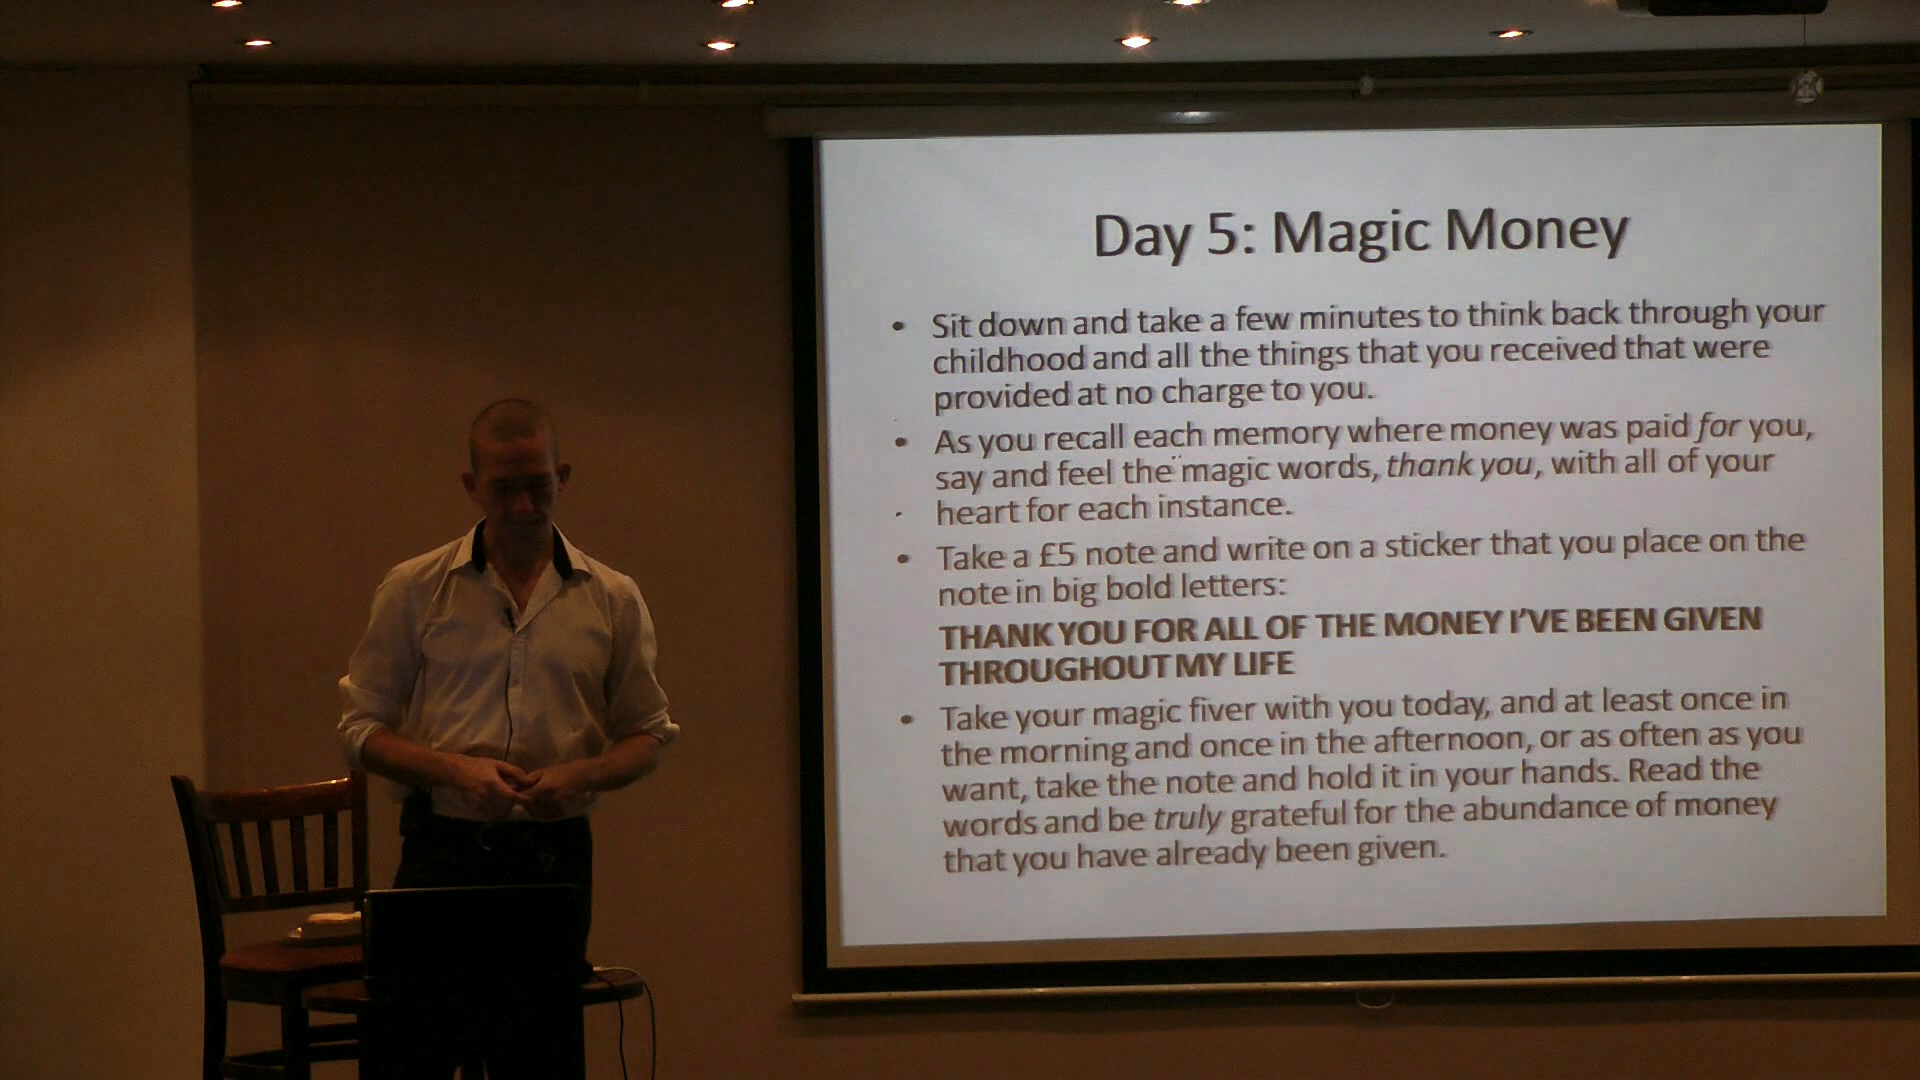 Day 5: Magic Money
• Sit down and take a few minutes to think back through your
childhood and all the things that you received that were
provided at no charge to you.
• As you recall each memory where money was paid for you,
say and feel the magic words, thank you, with all of your
heart for each instance.
• Take a £5 note and write on a sticker that you place on the
note in big bold letters:
THANK YOU FOR ALL OF THE MONEY I'VE BEEN GIVEN
THROUGHOUT MY LIFE
• Take your magic fiver with you today, and at least once in
the morning and once in the afternoon, or as often as you
want, take the note and hold it in your hands. Read the
words and be truly grateful for the abundance of money
that you have already been given.